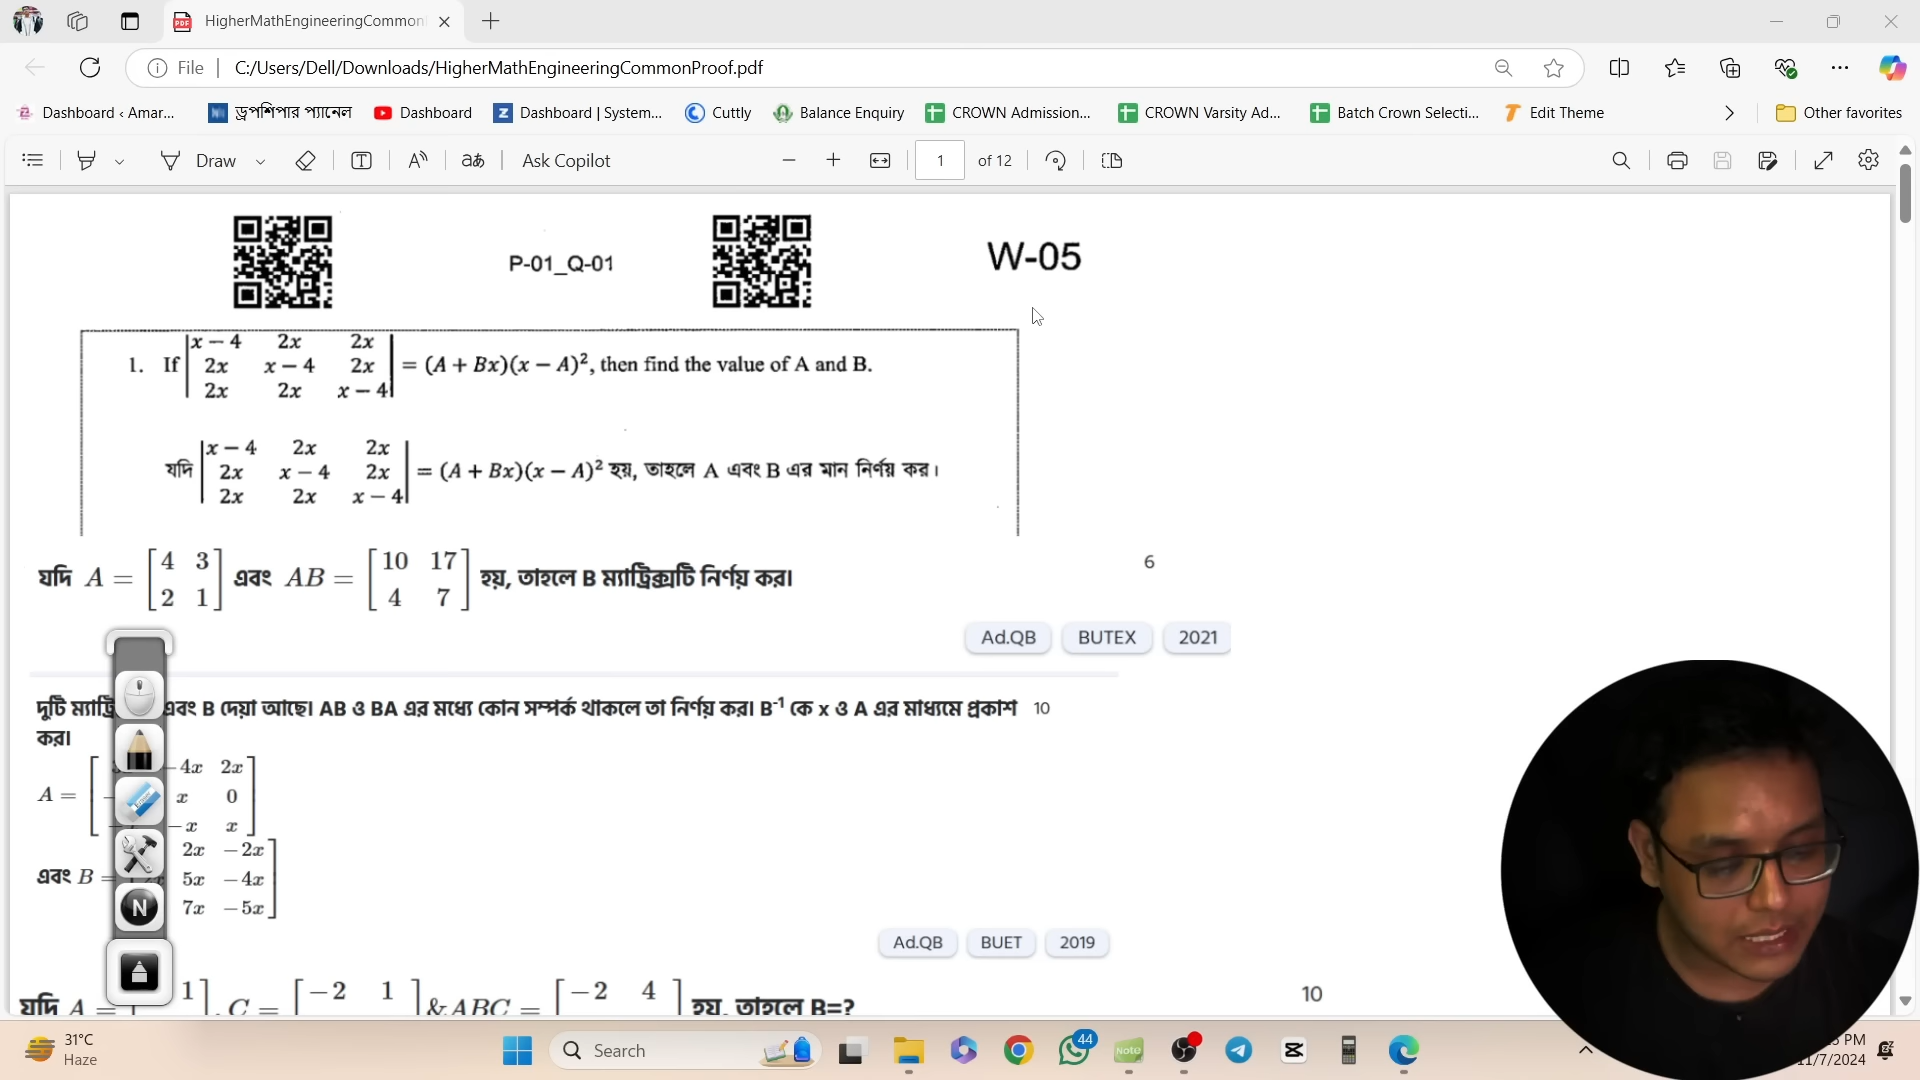 HigherMathEngineeringCommon
File
C:/Users/Dell/Downloads/HigherMathEngineeringCommonProof.pdf
Dashboard ‹ Amar... ড্রপশিপার প্যানেল Dashboard Dashboard | System... Cuttly Balance Enquiry CROWN Admission... CROWN Varsity Ad... Batch Crown Selecti... Edit Theme Other favorites
Draw Ask Copilot 1 of 12
P-01_Q-01
W-05
1. If |x − 4 2x 2x|
|2x x − 4 2x| = (A + Bx)(x − A)², then find the value of A and B.
|2x 2x x − 4|
যদি |x − 4 2x 2x|
|2x x − 4 2x| = (A + Bx)(x − A)² হয়, তাহলে A এবং B এর মান নির্ণয় কর।
|2x 2x x − 4|
যদি A = [4 3 এবং AB = [10 17 হয়, তাহলে B ম্যাট্রিক্সটি নির্ণয় কর।
2 1] 4 7]
6
Ad.QB BUTEX 2021
দুটি এবং B দেয়া আছে। AB ও BA এর মধ্যে কোন সম্পর্ক থাকলে তা নির্ণয় কর। B⁻¹ কে x ও A এর মাধ্যমে প্রকাশ 10
কর।
− 4x 2x
A = x 0
− x x
2x − 2x
এবং B = 5x − 4x
7x − 5x
Ad.QB BUET 2019
যদি A = 1], C = [− 2 1] & ABC = [− 2 4] হয়, তাহলে B=?
10
N
31°C
Haze
Search
44
PM
11/7/2024